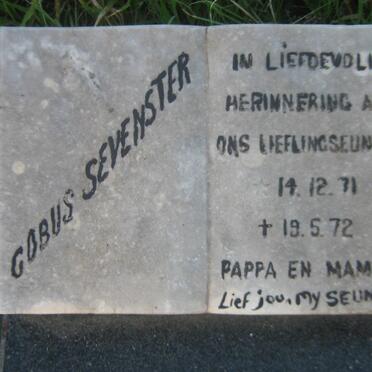 GOBUS SEVENSTER
IN LIEFDEVOLL
HERINNERING A
ONS LIEFLINGSEUN
14.12.71
† 19.5.72
PAPPA EN MAM
Lief jou, my SEUN